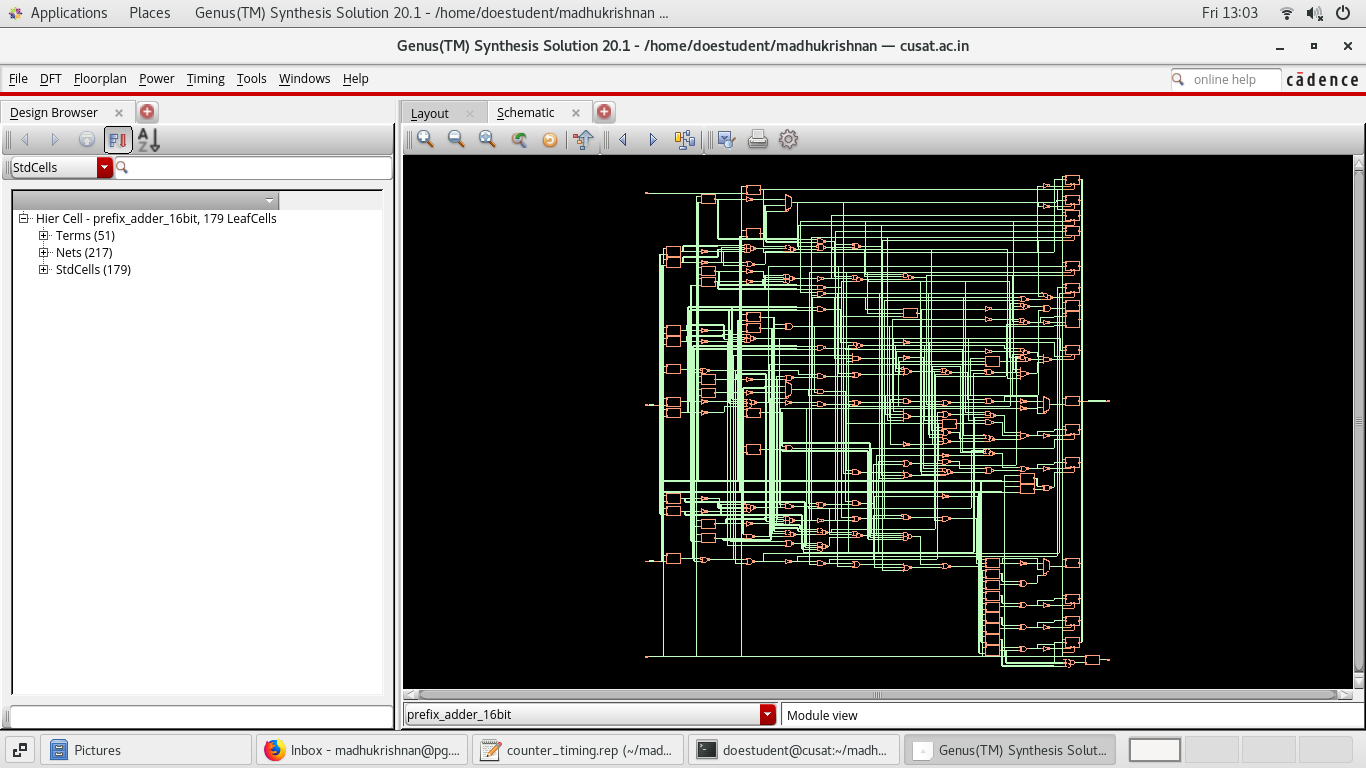 Applications Places Genus(TM) Synthesis Solution 20.1 - /home/doestudent/madhukrishnan ... Fri 13:03
Genus(TM) Synthesis Solution 20.1 - /home/doestudent/madhukrishnan — cusat.ac.in
File DFT Floorplan Power Timing Tools Windows Help online help cādence
Design Browser Layout Schematic
A Z
StdCells
Hier Cell - prefix_adder_16bit, 179 LeafCells
Terms (51)
Nets (217)
StdCells (179)
prefix_adder_16bit Module view
Pictures Inbox - madhukrishnan@pg.... counter_timing.rep (~/mad... doestudent@cusat:~/madh... Genus(TM) Synthesis Solut...